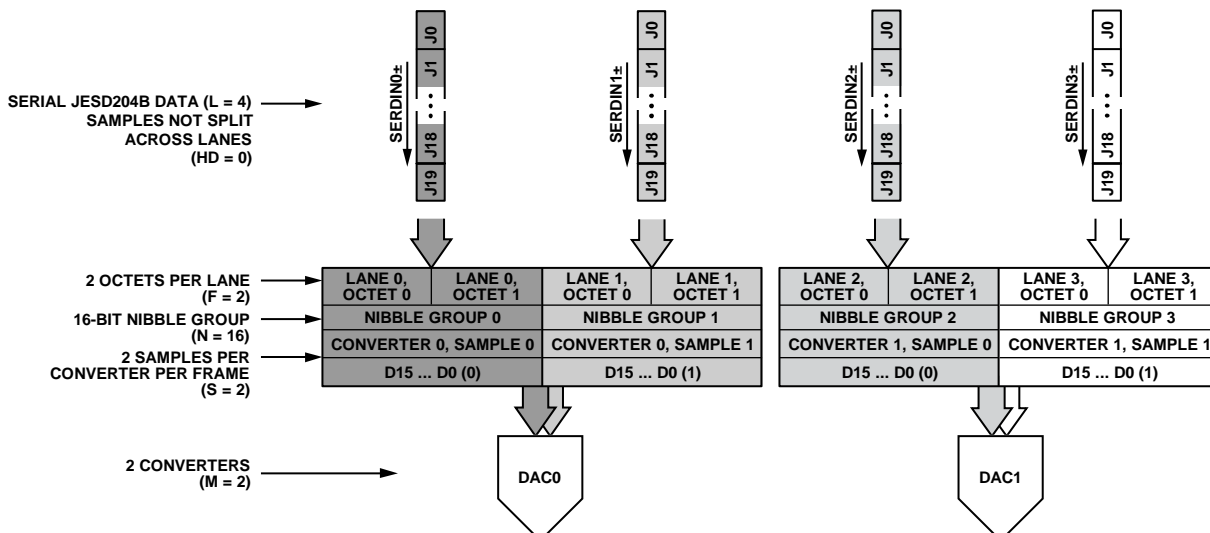 J0
J1
J18
J19
SERDIN0±
J0
J1
J18
J19
SERDIN1±
J0
J1
J18
J19
SERDIN2±
J0
J1
J18
J19
SERDIN3±
SERIAL JESD204B DATA (L = 4)
SAMPLES NOT SPLIT
ACROSS LANES
(HD = 0)
2 OCTETS PER LANE
(F = 2)
LANE 0,
OCTET 0
LANE 0,
OCTET 1
LANE 1,
OCTET 0
LANE 1,
OCTET 1
LANE 2,
OCTET 0
LANE 2,
OCTET 1
LANE 3,
OCTET 0
LANE 3,
OCTET 1
16-BIT NIBBLE GROUP
(N = 16)
NIBBLE GROUP 0
NIBBLE GROUP 1
NIBBLE GROUP 2
NIBBLE GROUP 3
2 SAMPLES PER
CONVERTER PER FRAME
(S = 2)
CONVERTER 0, SAMPLE 0
CONVERTER 0, SAMPLE 1
CONVERTER 1, SAMPLE 0
CONVERTER 1, SAMPLE 1
D15 ... D0 (0)
D15 ... D0 (1)
D15 ... D0 (0)
D15 ... D0 (1)
2 CONVERTERS
(M = 2)
DAC0
DAC1